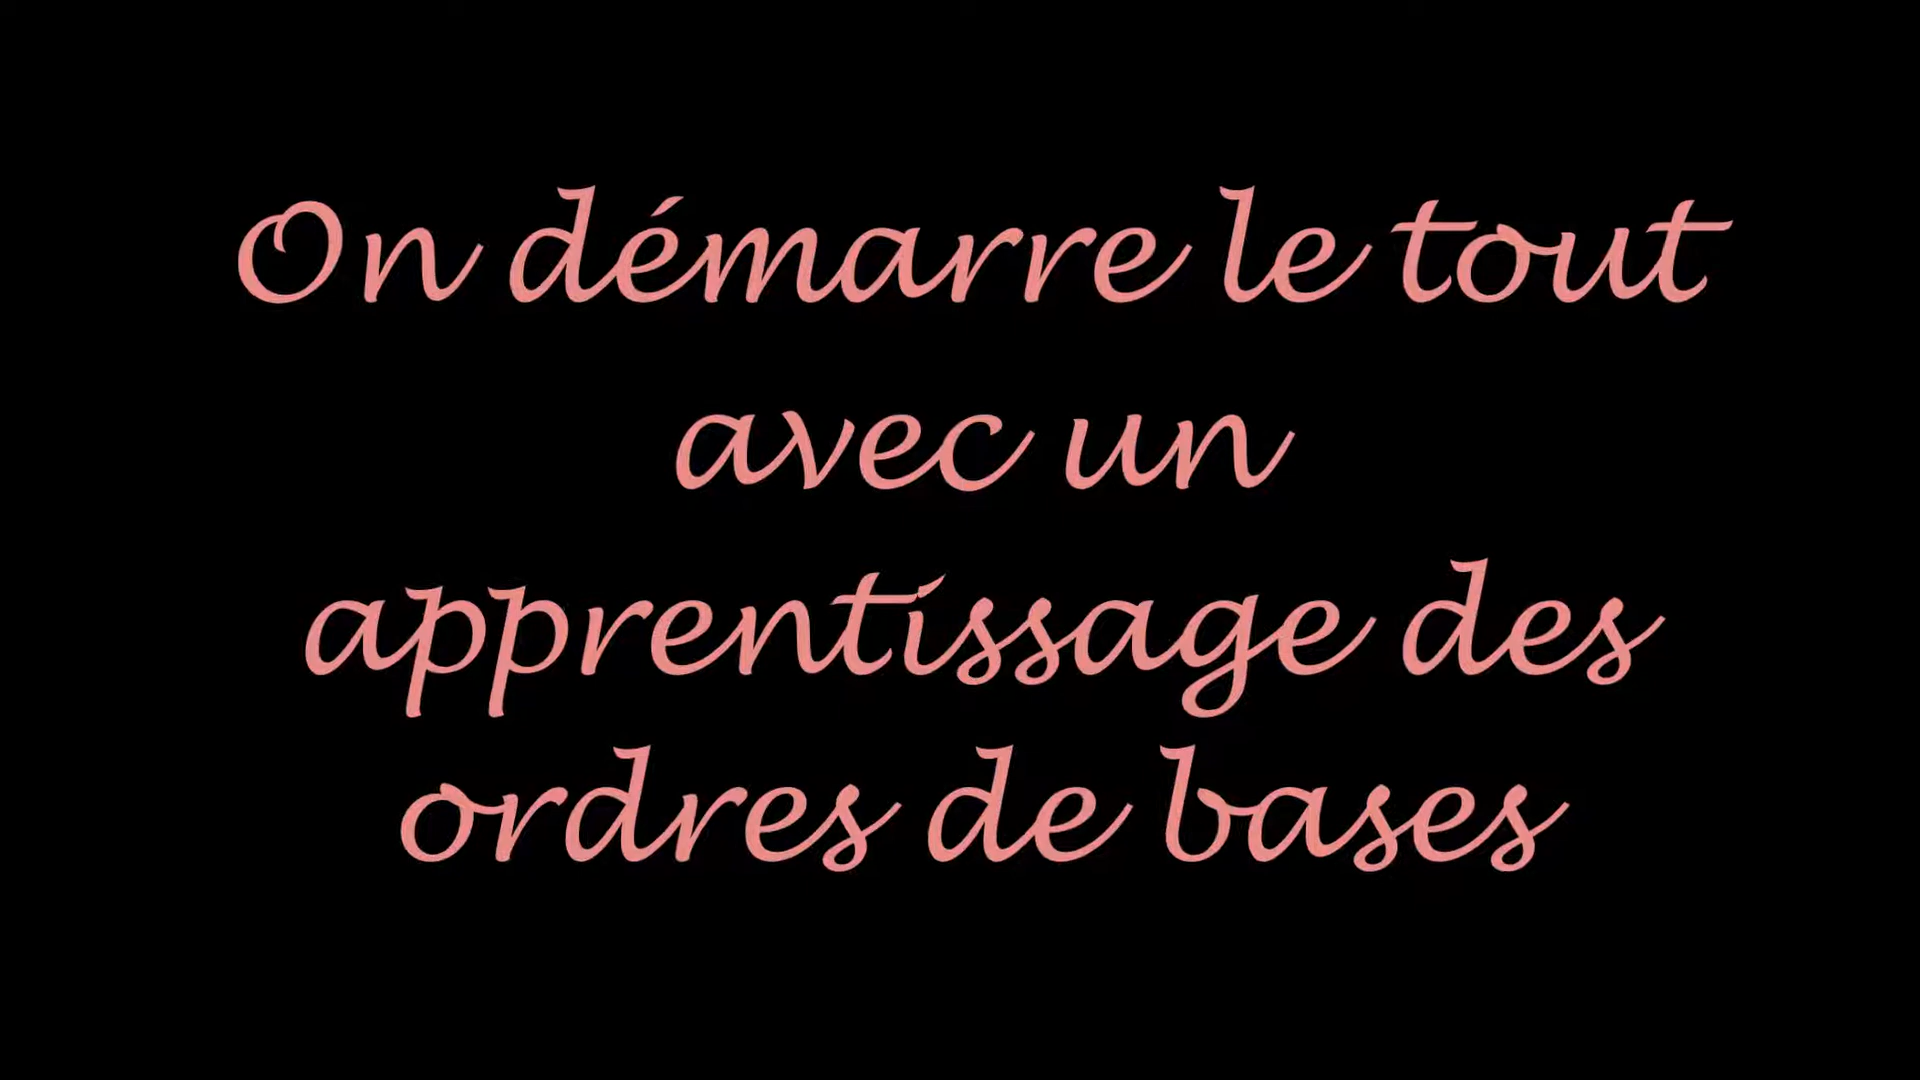 On démarre le tout
avec un
apprentissage des
ordres de bases